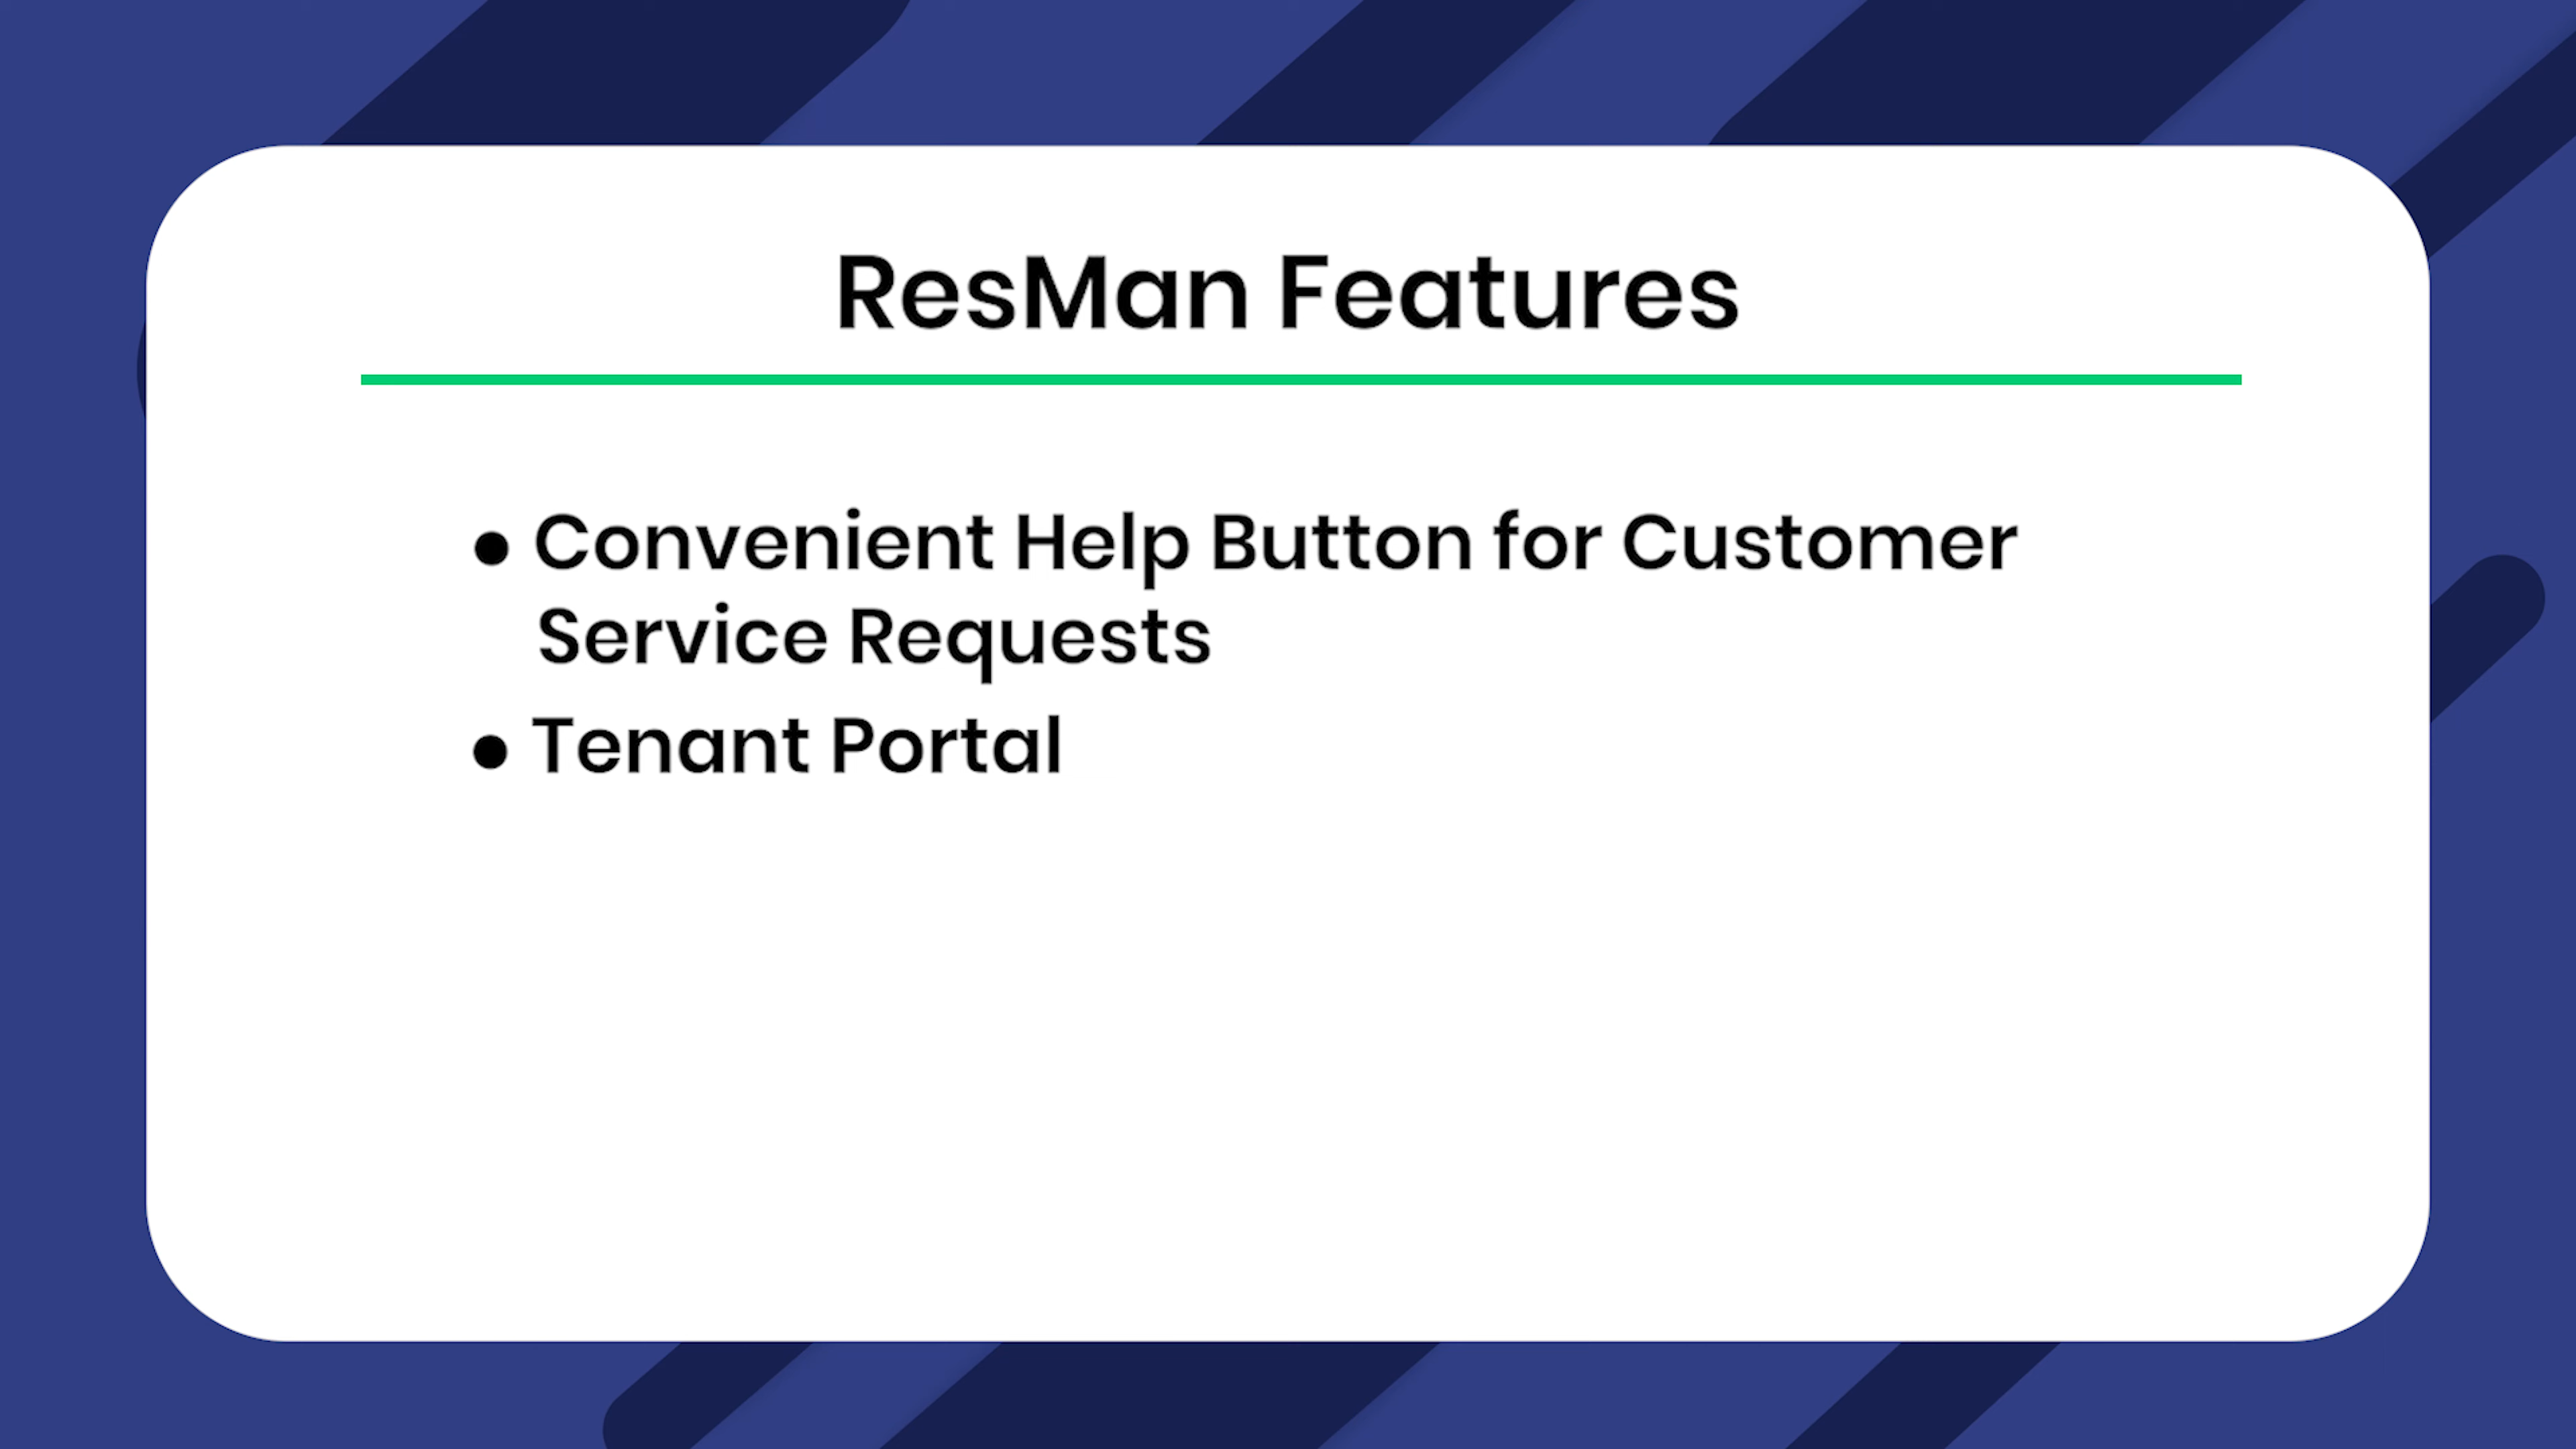 ResMan Features
● Convenient Help Button for Customer
Service Requests
● Tenant Portal